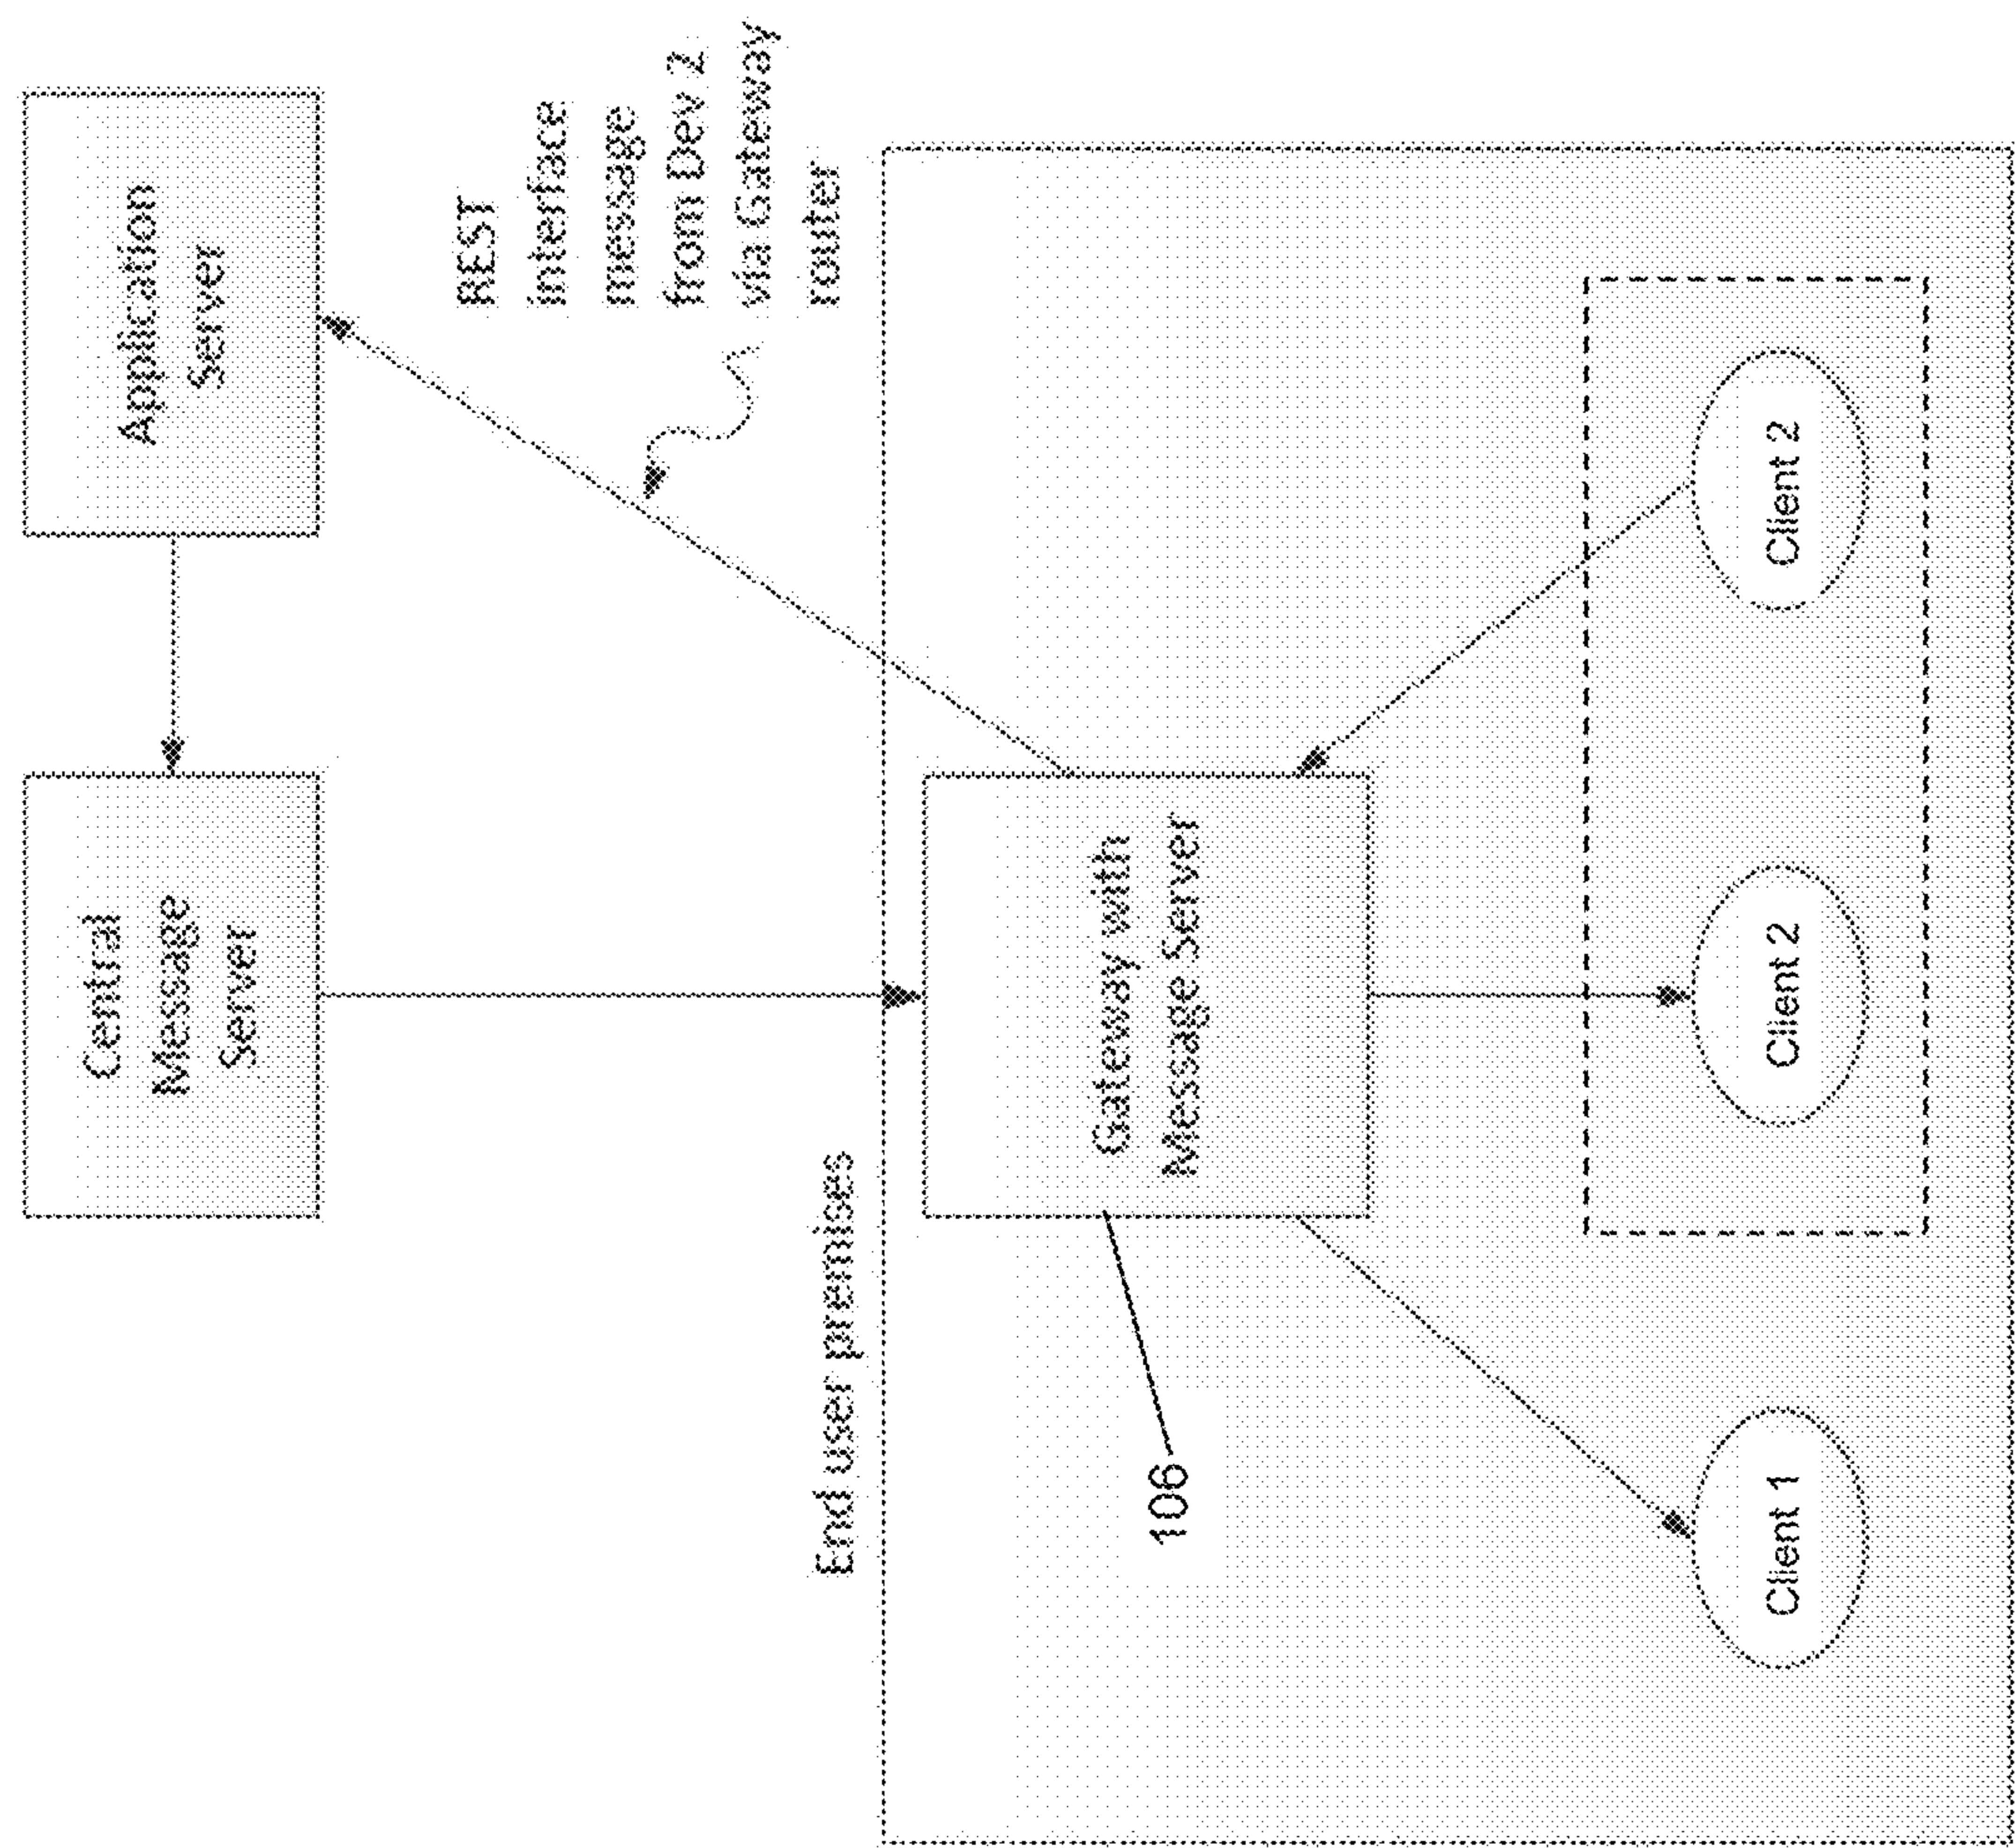 Central
Message
Server
Application
Server
REST
interface
message
from Dev 2
via Gateway
router
End user premises
106
Gateway with
Message Server
Client 1
Client 2
Client 2